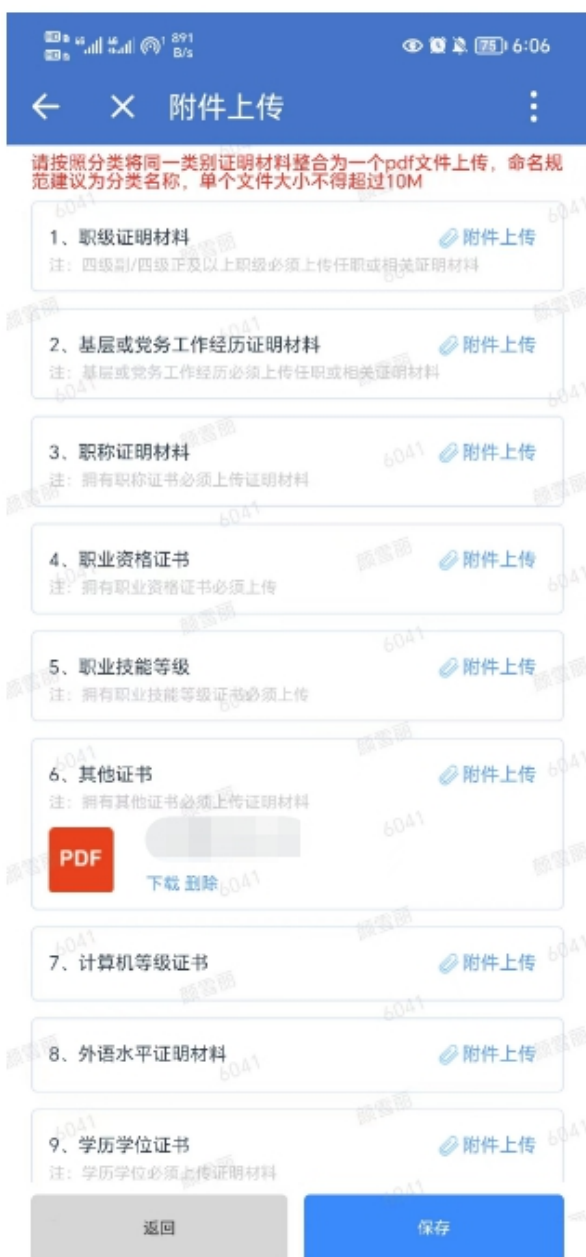 891
B/s
75
6:06
附件上传
请按照分类将同一类别证明材料整合为一个pdf文件上传，命名规
范建议为分类名称，单个文件大小不得超过10M
1、职级证明材料
附件上传
注：四级副/四级正及以上职级必须上传任职或相关证明材料
2、基层或党务工作经历证明材料
附件上传
注：基层或党务工作经历必须上传任职或相关证明材料
3、职称证明材料
附件上传
注：拥有职称证书必须上传证明材料
4、职业资格证书
附件上传
注：拥有职业资格证书必须上传
5、职业技能等级
附件上传
注：拥有职业技能等级证书必须上传
6、其他证书
附件上传
注：拥有其他证书必须上传证明材料
PDF
下载 删除
7、计算机等级证书
附件上传
8、外语水平证明材料
附件上传
9、学历学位证书
附件上传
注：学历学位必须上传证明材料
返回
保存
6041